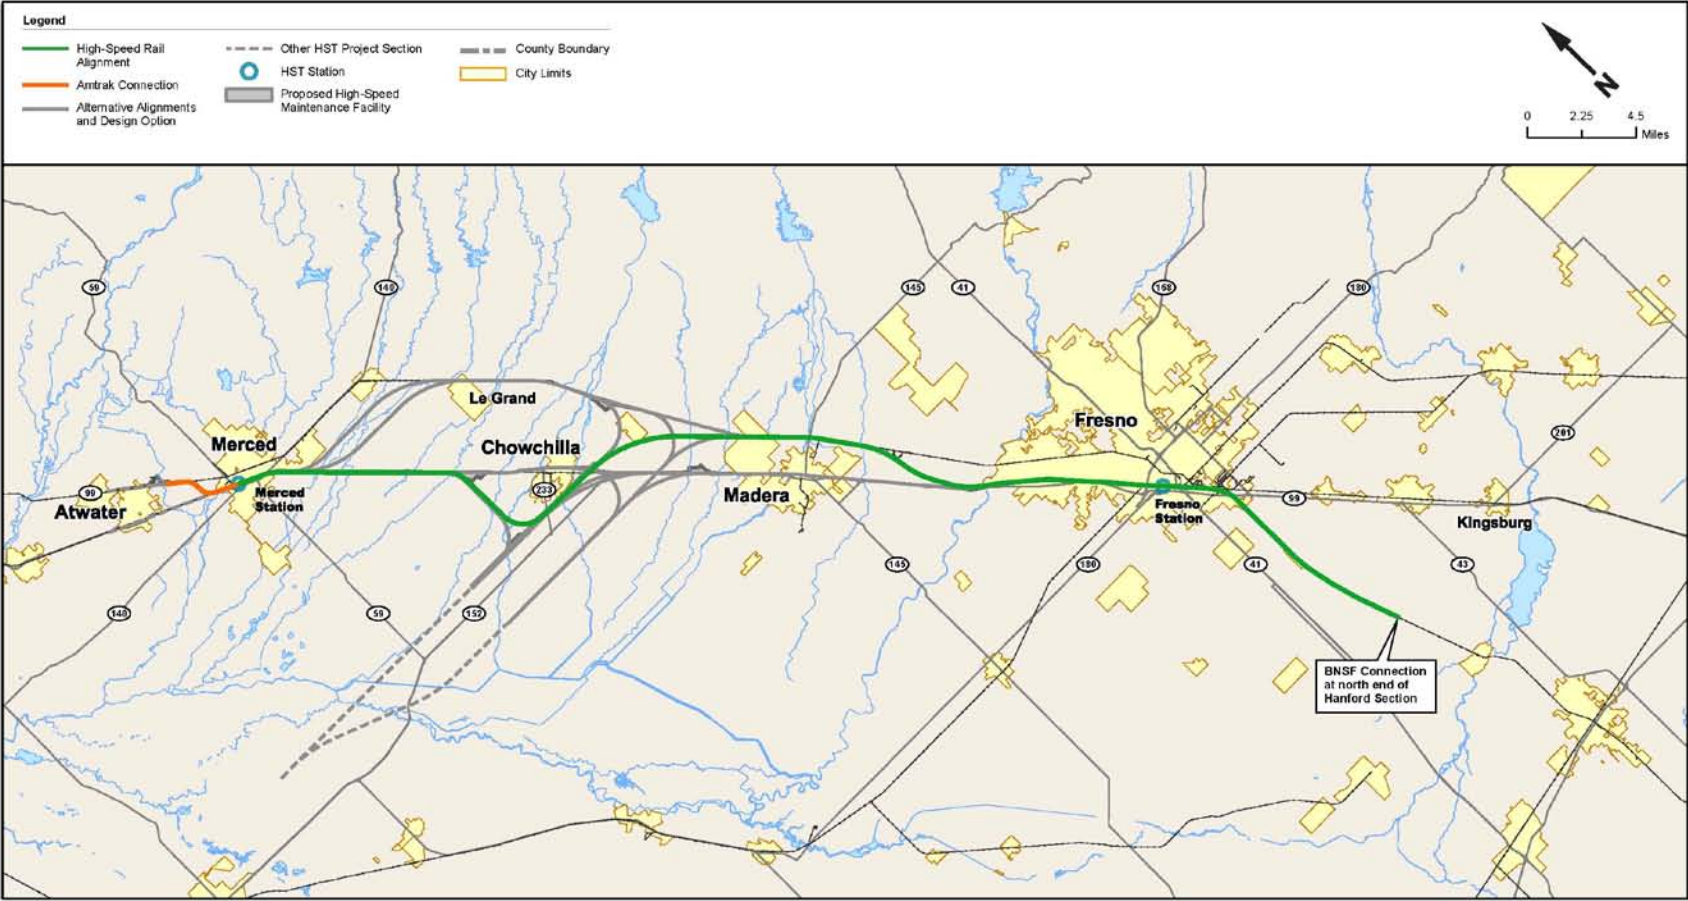 Legend
High-Speed Rail
Alignment
Amtrak Connection
Alternative Alignments
and Design Option
Other HST Project Section
HST Station
Proposed High-Speed
Maintenance Facility
County Boundary
City Limits
N
0 2.25 4.5
Miles
59
140
145
41
168
180
Le Grand
Fresno
Merced
Chowchilla
201
99
Atwater
Merced
Station
233
Madera
Fresno
Station
99
Kingsburg
145
180
41
43
140
59
152
BNSF Connection
at north end of
Hanford Section